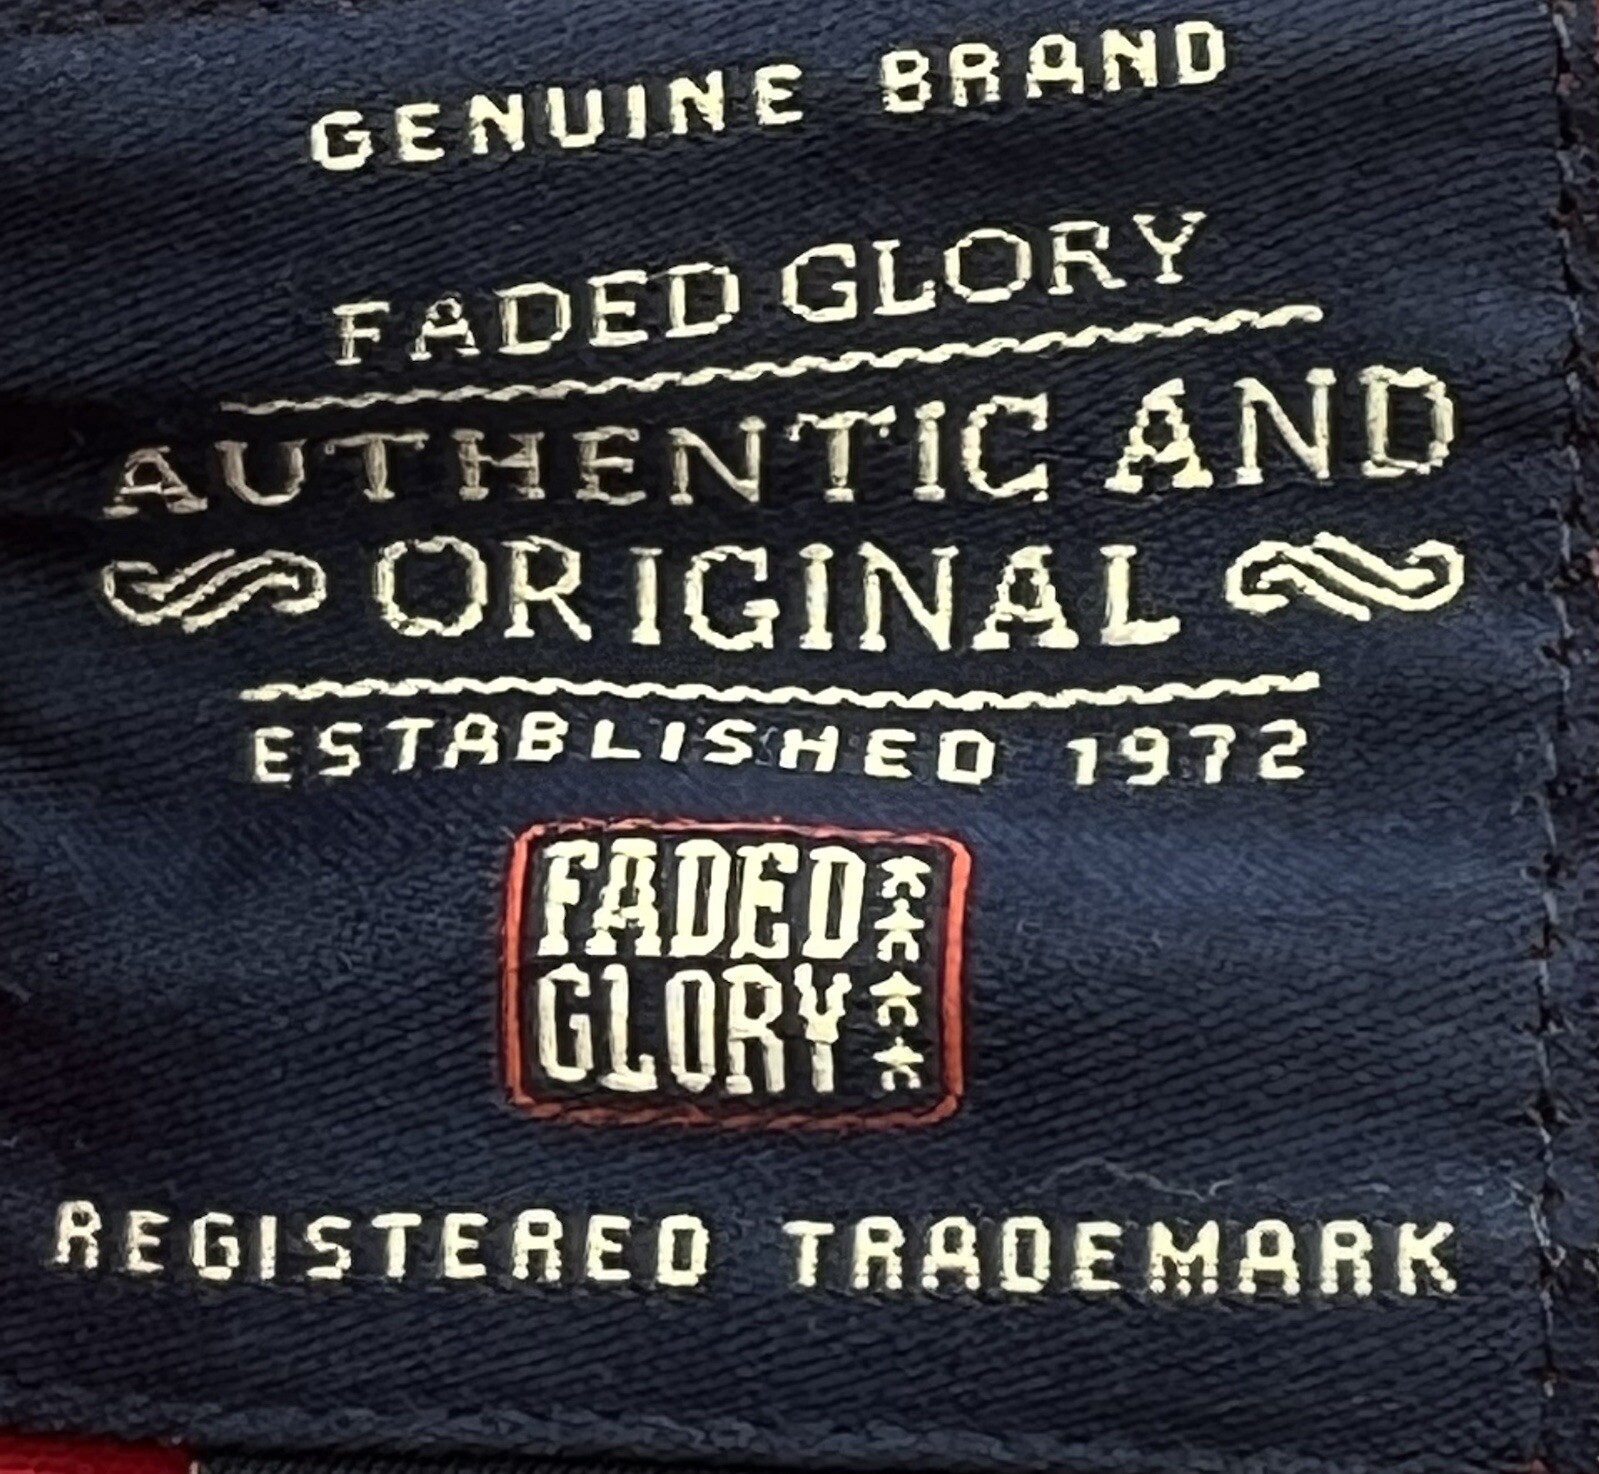 GENUINE BRAND
FADED GLORY
AUTHENTIC AND
ORIGINAL
ESTABLISHED 1972
FADED
GLORY
REGISTERED TRADEMARK